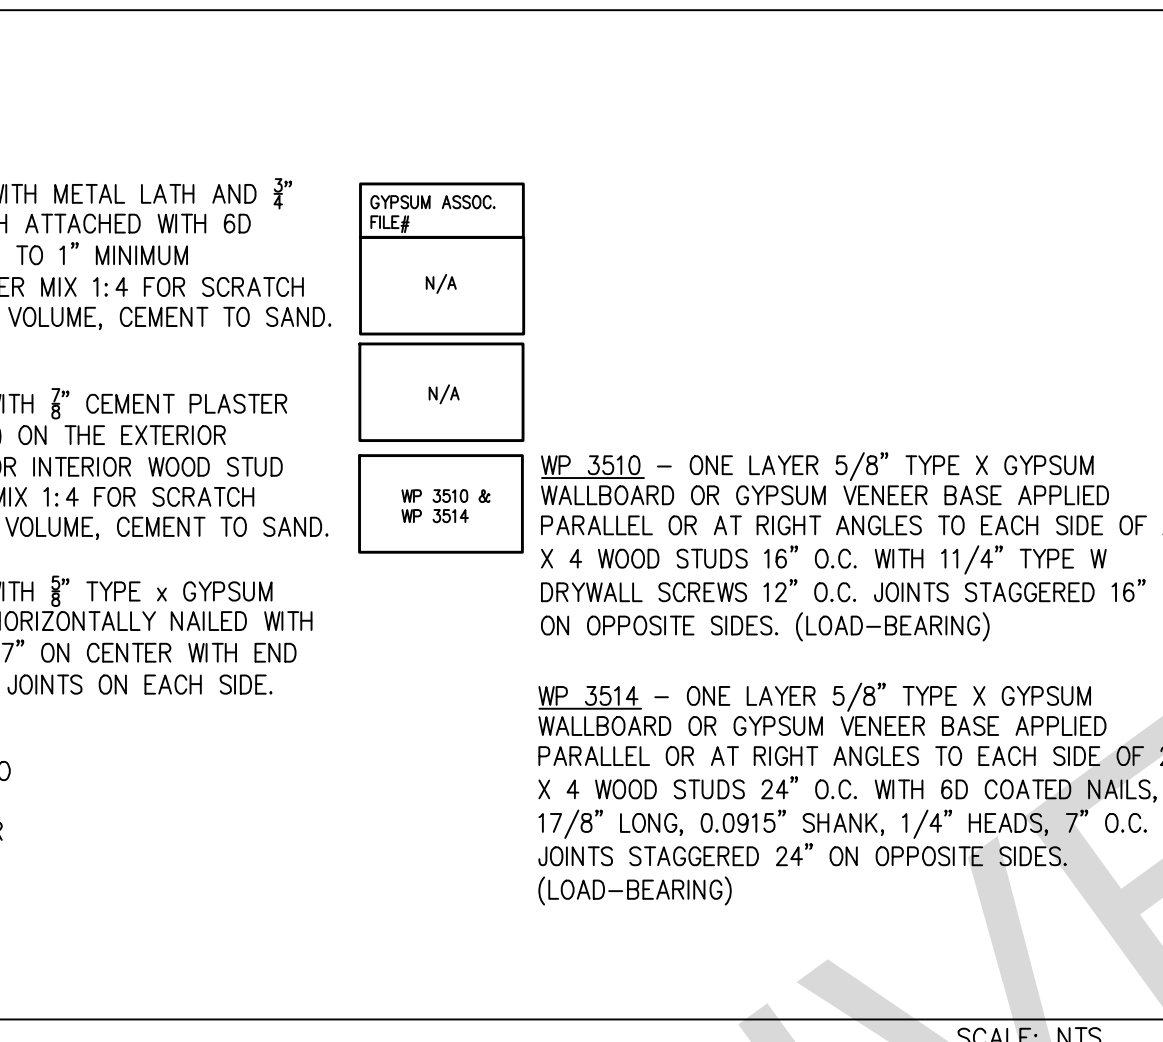 WITH METAL LATH AND 3/4"
H ATTACHED WITH 6D
TO 1" MINIMUM
ER MIX 1:4 FOR SCRATCH
VOLUME, CEMENT TO SAND.
WITH 7/8" CEMENT PLASTER
) ON THE EXTERIOR
OR INTERIOR WOOD STUD
MIX 1:4 FOR SCRATCH
VOLUME, CEMENT TO SAND.
WITH 5/8" TYPE x GYPSUM
HORIZONTALLY NAILED WITH
7" ON CENTER WITH END
JOINTS ON EACH SIDE.
O
R
GYPSUM ASSOC.
FILE#
N/A
N/A
WP 3510 &
WP 3514
WP 3510 – ONE LAYER 5/8" TYPE X GYPSUM
WALLBOARD OR GYPSUM VENEER BASE APPLIED
PARALLEL OR AT RIGHT ANGLES TO EACH SIDE OF
X 4 WOOD STUDS 16" O.C. WITH 11/4" TYPE W
DRYWALL SCREWS 12" O.C. JOINTS STAGGERED 16"
ON OPPOSITE SIDES. (LOAD–BEARING)
WP 3514 – ONE LAYER 5/8" TYPE X GYPSUM
WALLBOARD OR GYPSUM VENEER BASE APPLIED
PARALLEL OR AT RIGHT ANGLES TO EACH SIDE OF 2
X 4 WOOD STUDS 24" O.C. WITH 6D COATED NAILS,
17/8" LONG, 0.0915" SHANK, 1/4" HEADS, 7" O.C.
JOINTS STAGGERED 24" ON OPPOSITE SIDES.
(LOAD–BEARING)
SCALE: NTS